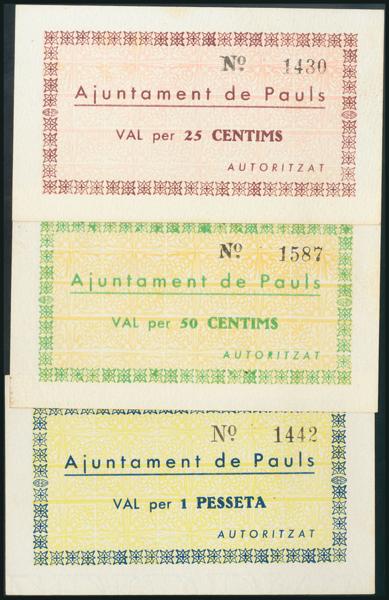 Nº 1430
Ajuntament de Pauls
VAL per 25 CENTIMS
AUTORITZAT
Nº 1587
Ajuntament de Pauls
VAL per 50 CENTIMS
AUTORITZAT
Nº 1442
Ajuntament de Pauls
VAL per 1 PESSETA
AUTORITZAT